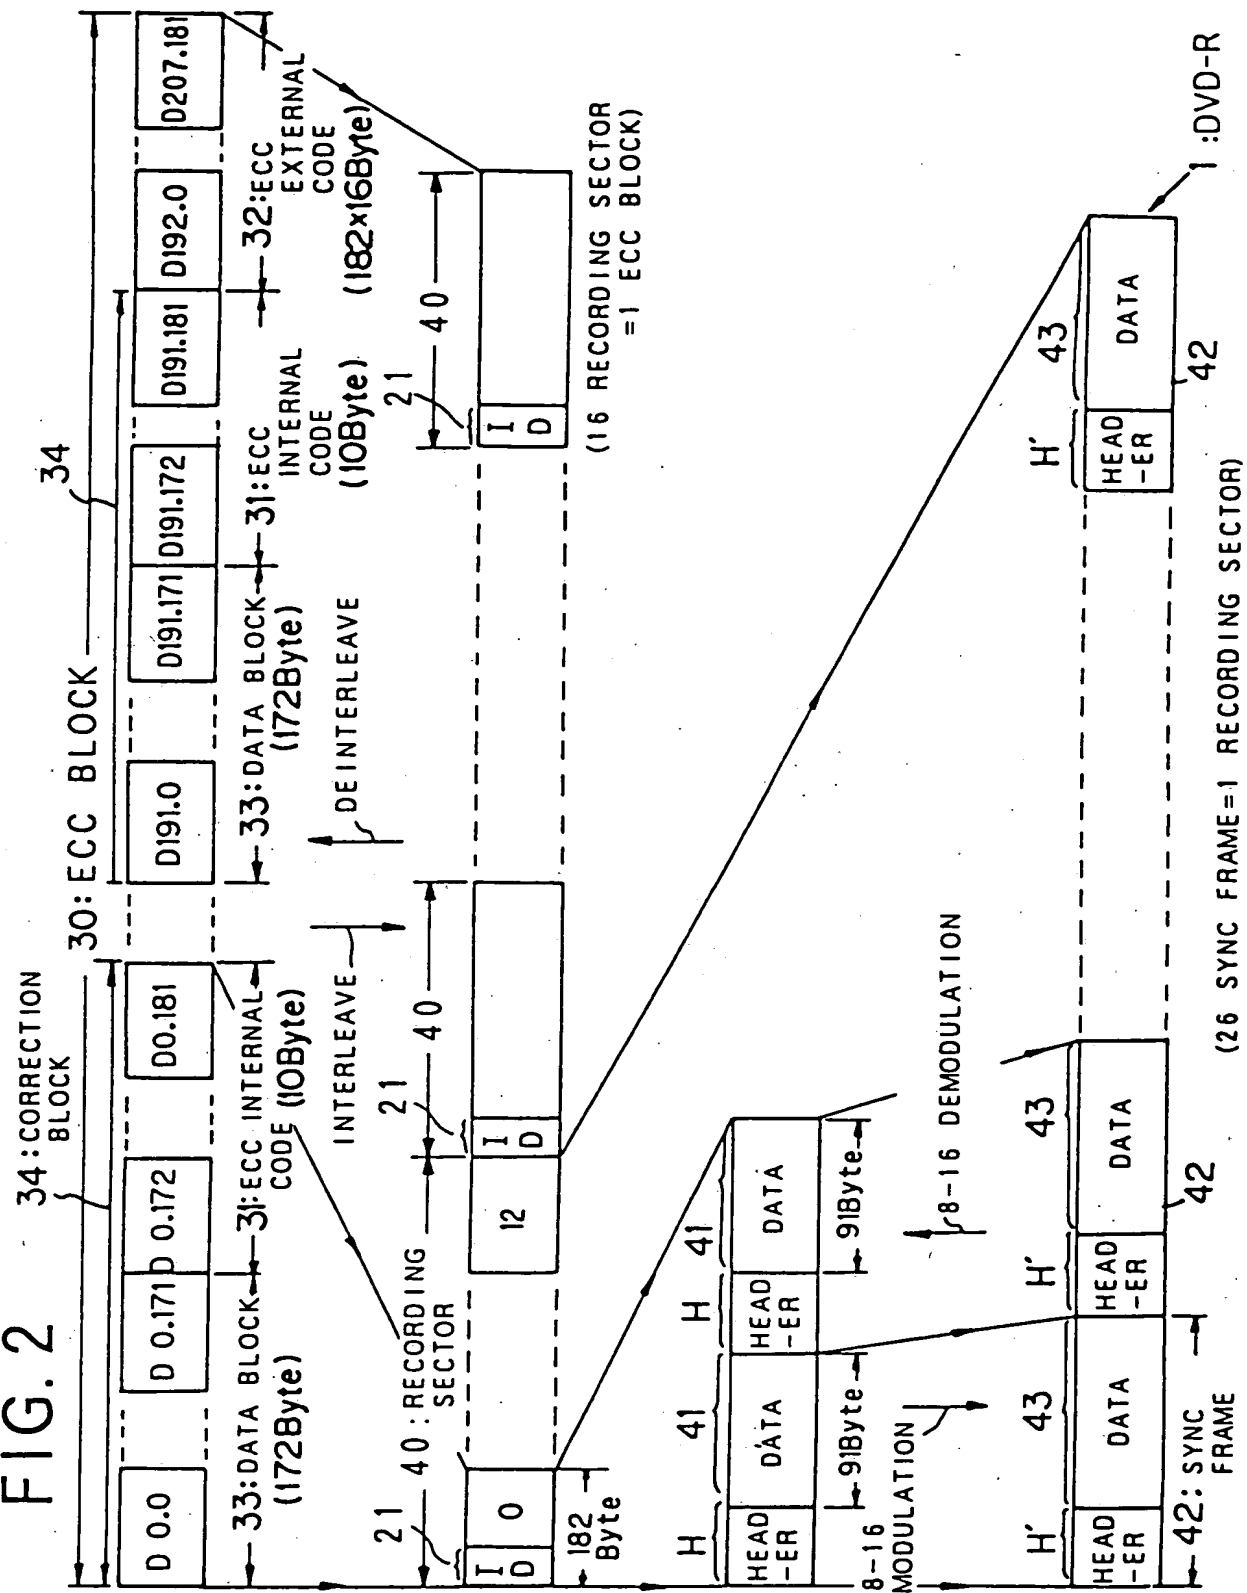 FIG. 2
34:CORRECTION
BLOCK
30:ECC BLOCK
34
D 0.0
D 0.171
D 0.172
D0.181
D191.0
D191.171
D191.172
D191.181
D192.0
D207.181
33:DATA BLOCK
(172Byte)
31:ECC INTERNAL
CODE (10Byte)
33:DATA BLOCK
(172Byte)
31:ECC
INTERNAL
CODE
(10Byte)
32:ECC
EXTERNAL
CODE
(182×16Byte)
INTERLEAVE
DEINTERLEAVE
21
40:RECORDING
SECTOR
21
40
21
40
ID
0
12
ID
ID
182
Byte
(16 RECORDING SECTOR
=1 ECC BLOCK)
H
41
H
41
HEAD
-ER
DATA
HEAD
-ER
DATA
91Byte
91Byte
8-16
MODULATION
8-16 DEMODULATION
H'
43
H'
43
H'
43
1:DVD-R
HEAD
-ER
DATA
HEAD
-ER
DATA
HEAD
-ER
DATA
42:SYNC
FRAME
42
42
(26 SYNC FRAME=1 RECORDING SECTOR)